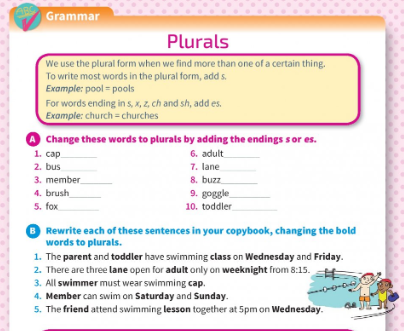 Grammar
Plurals
We use the plural form when we find more than one of a certain thing.
To write most words in the plural form, add s.
Example: pool = pools
For words ending in s, x, z, ch and sh, add es.
Example: church = churches
A Change these words to plurals by adding the endings s or es.
1. cap________ 6. adult________
2. bus________ 7. lane________
3. member________ 8. buzz________
4. brush________ 9. goggle________
5. fox________ 10. toddler________
B Rewrite each of these sentences in your copybook, changing the bold
words to plurals.
1. The parent and toddler have swimming class on Wednesday and Friday.
2. There are three lane open for adult only on weeknight from 8:15.
3. All swimmer must wear swimming cap.
4. Member can swim on Saturday and Sunday.
5. The friend attend swimming lesson together at 5pm on Wednesday.